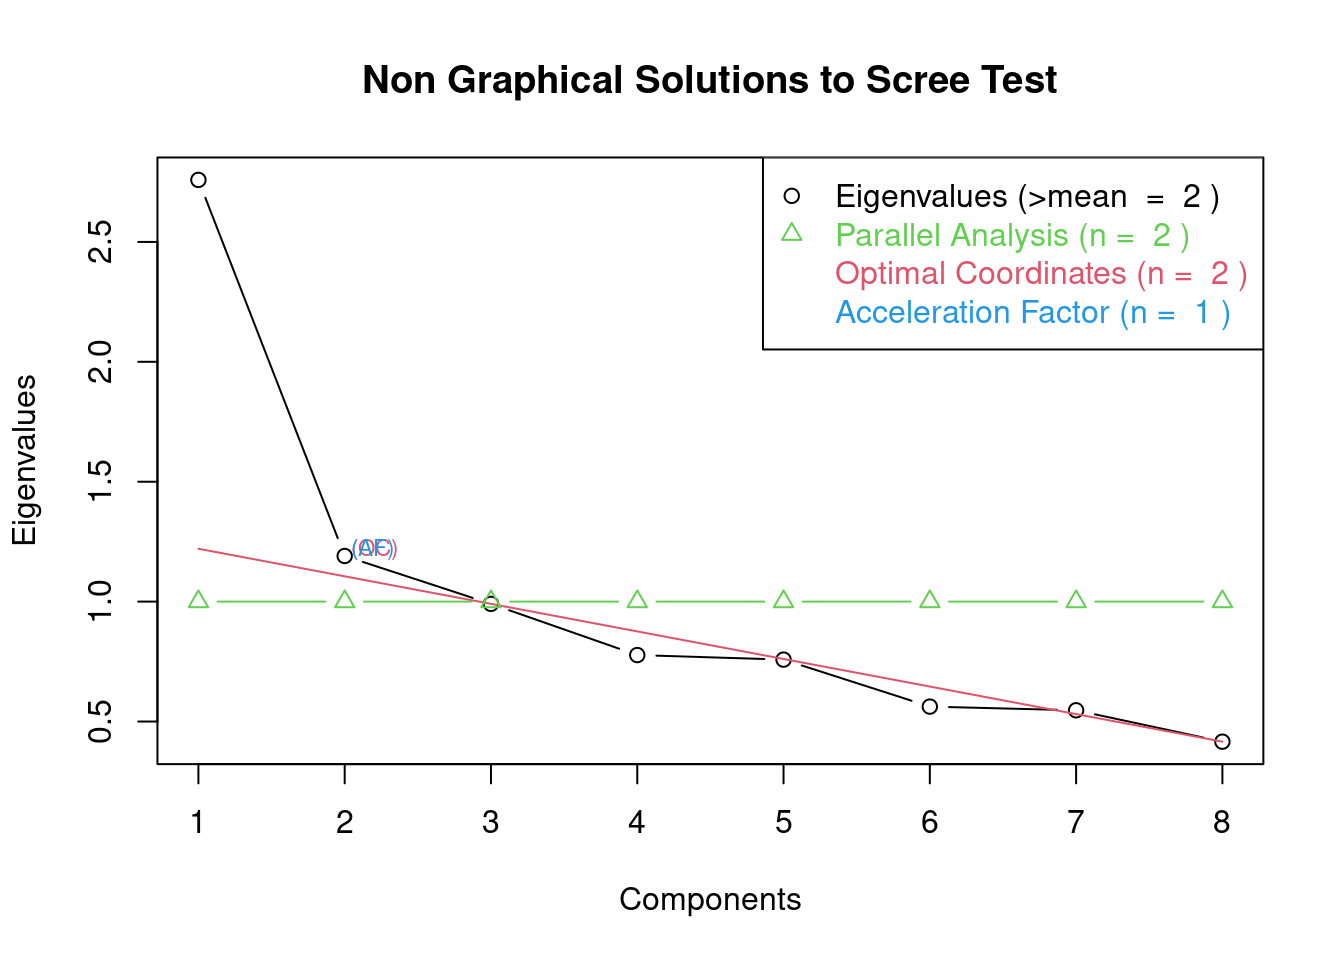 Non Graphical Solutions to Scree Test
Eigenvalues (>mean = 2 )
Parallel Analysis (n = 2 )
Optimal Coordinates (n = 2 )
Acceleration Factor (n = 1 )
Eigenvalues
2.5
2.0
1.5
1.0
0.5
(OC)
(AF)
1 2 3 4 5 6 7 8
Components